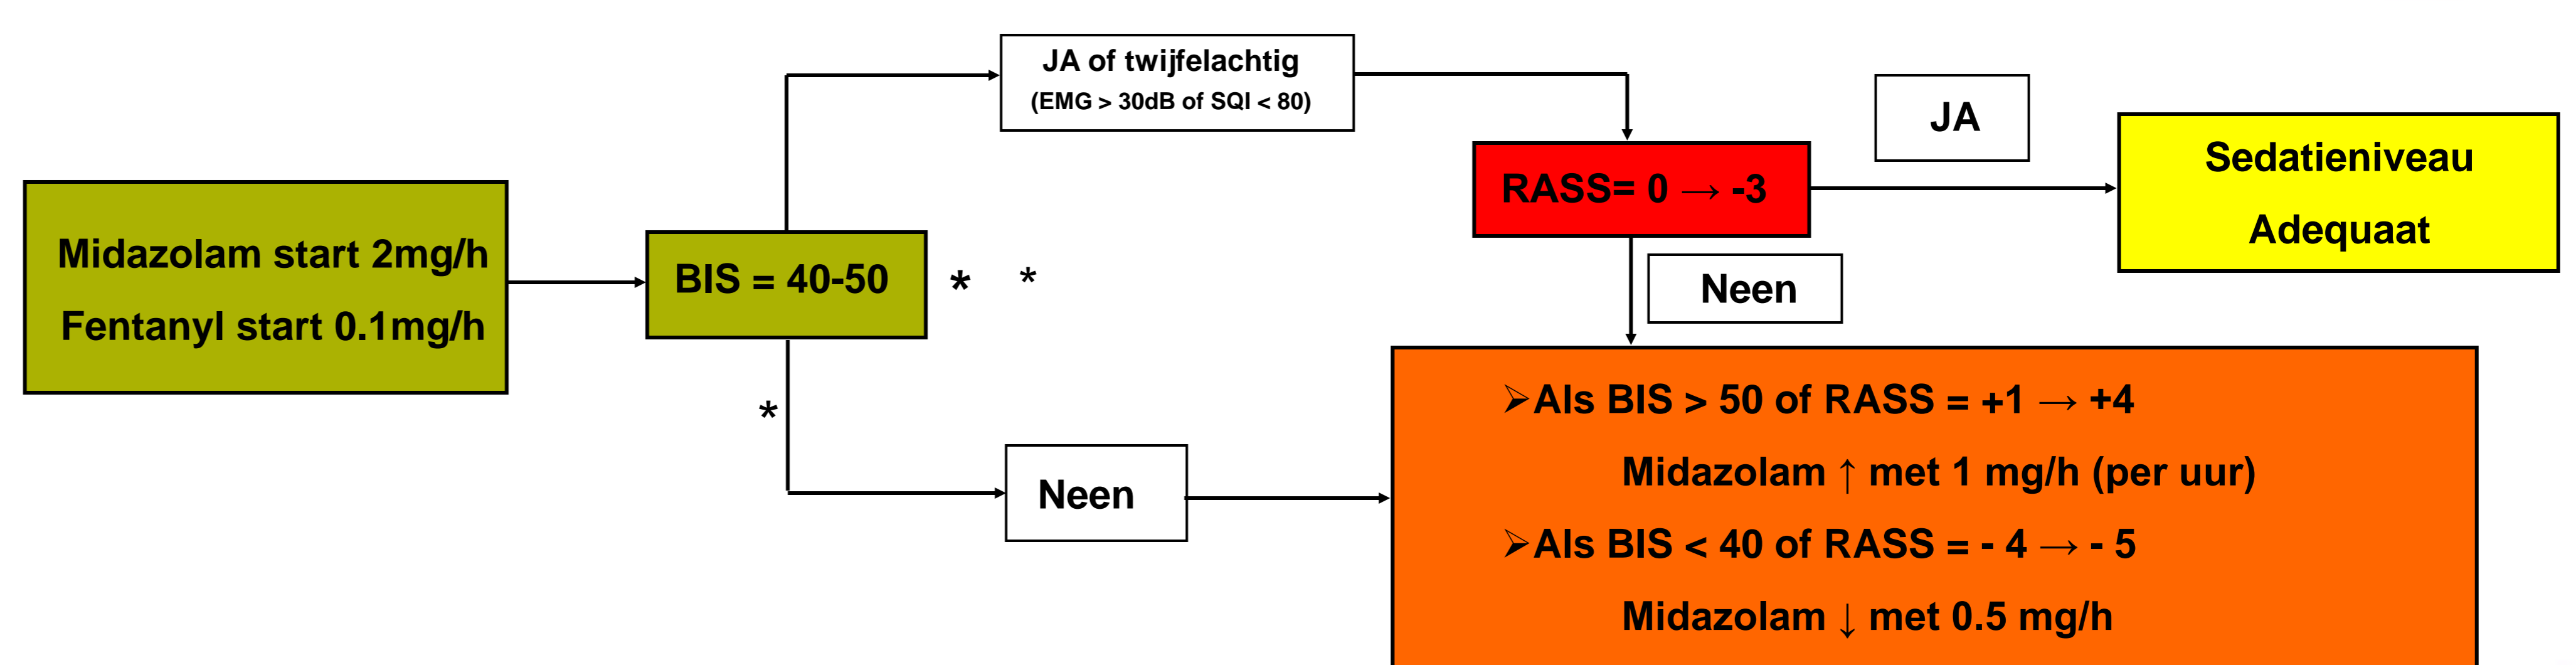 Midazolam start 2mg/h
Fentanyl start 0.1mg/h
BIS = 40-50
* *
*
JA of twijfelachtig
(EMG > 30dB of SQI < 80)
Neen
RASS= 0 → -3
JA
Sedatieniveau
Adequaat
Neen
➢Als BIS > 50 of RASS = +1 → +4
Midazolam ↑ met 1 mg/h (per uur)
➢Als BIS < 40 of RASS = - 4 → - 5
Midazolam ↓ met 0.5 mg/h